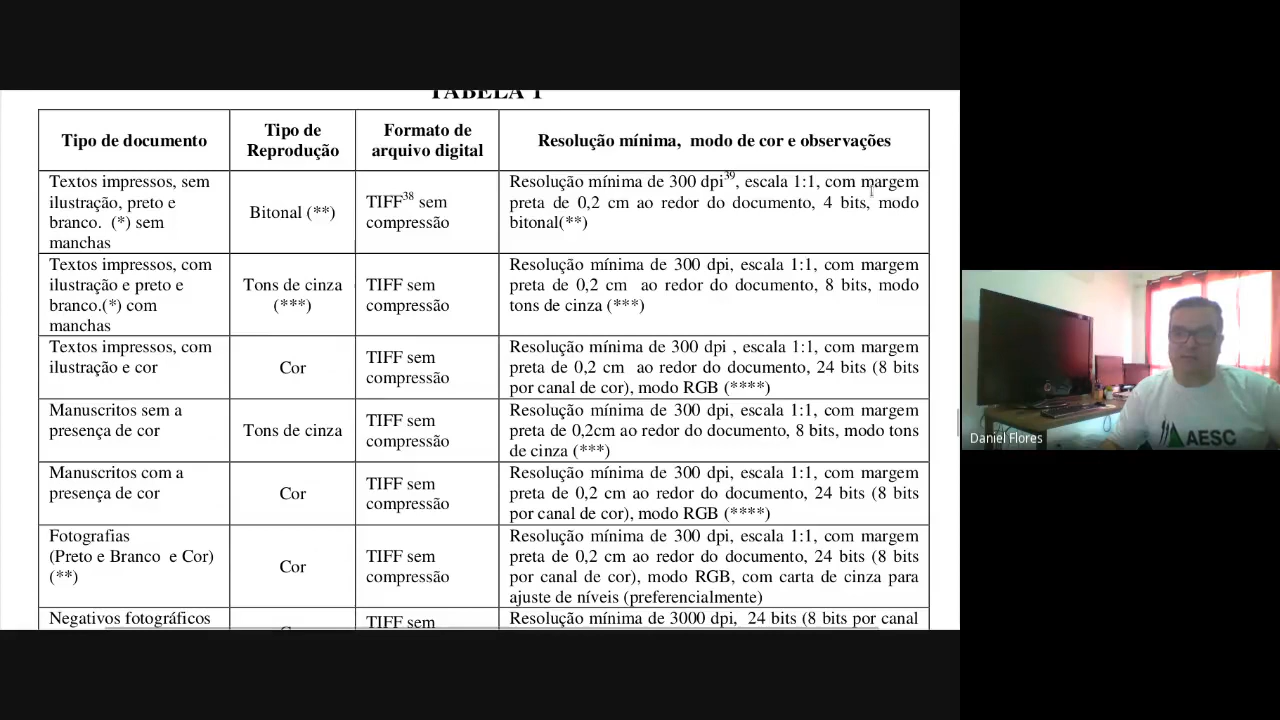 TABELA 1
Tipo de documento
Tipo de
Reprodução
Formato de
arquivo digital
Resolução mínima, modo de cor e observações
Textos impressos, sem
ilustração, preto e
branco. (*) sem
manchas
Bitonal (**)
TIFF38 sem
compressão
Resolução mínima de 300 dpi39, escala 1:1, com margem
preta de 0,2 cm ao redor do documento, 4 bits, modo
bitonal(**)
Textos impressos, com
ilustração e preto e
branco.(*) com
manchas
Tons de cinza
(***)
TIFF sem
compressão
Resolução mínima de 300 dpi, escala 1:1, com margem
preta de 0,2 cm ao redor do documento, 8 bits, modo
tons de cinza (***)
Textos impressos, com
ilustração e cor
Cor
TIFF sem
compressão
Resolução mínima de 300 dpi , escala 1:1, com margem
preta de 0,2 cm ao redor do documento, 24 bits (8 bits
por canal de cor), modo RGB (****)
Manuscritos sem a
presença de cor
Tons de cinza
TIFF sem
compressão
Resolução mínima de 300 dpi, escala 1:1, com margem
preta de 0,2cm ao redor do documento, 8 bits, modo tons
de cinza (***)
Manuscritos com a
presença de cor
Cor
TIFF sem
compressão
Resolução mínima de 300 dpi, escala 1:1, com margem
preta de 0,2 cm ao redor do documento, 24 bits (8 bits
por canal de cor), modo RGB (****)
Fotografias
(Preto e Branco e Cor)
(**)
Cor
TIFF sem
compressão
Resolução mínima de 300 dpi, escala 1:1, com margem
preta de 0,2 cm ao redor do documento, 24 bits (8 bits
por canal de cor), modo RGB, com carta de cinza para
ajuste de níveis (preferencialmente)
Negativos fotográficos
TIFF sem
Resolução mínima de 3000 dpi, 24 bits (8 bits por canal
Daniel Flores
AESC